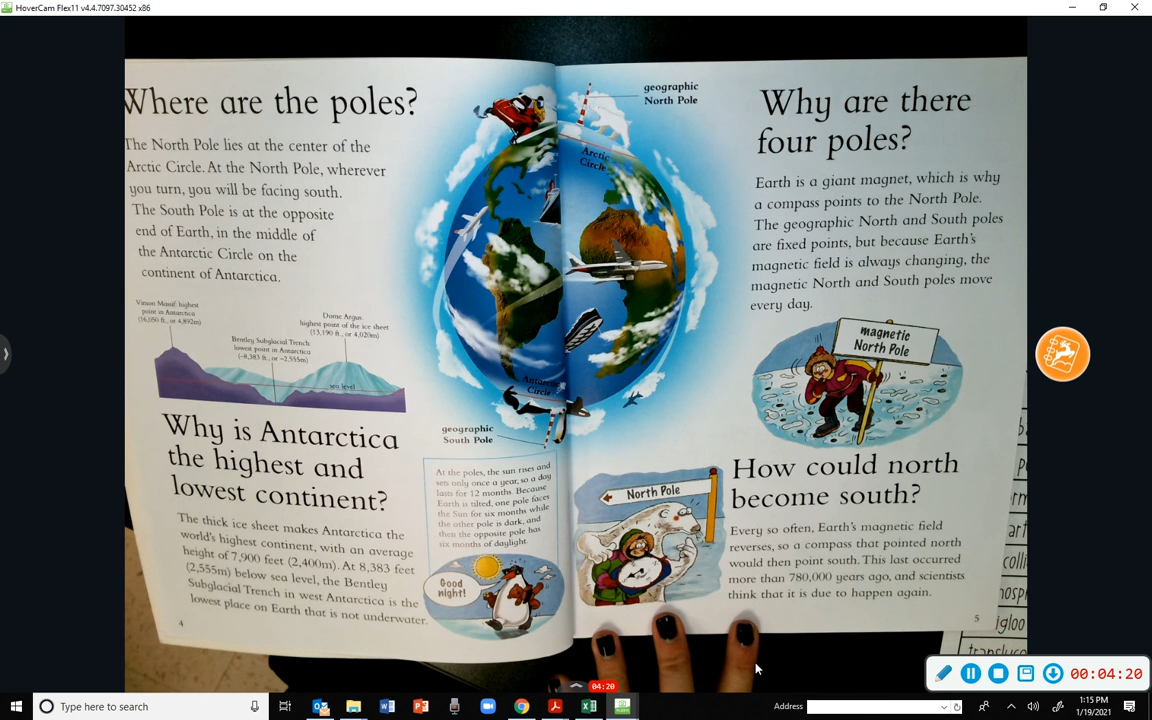 HoverCam Flex11 v4.4.7097.30452 x86
Where are the poles?
The North Pole lies at the center of the
Arctic Circle. At the North Pole, wherever
you turn, you will be facing south.
The South Pole is at the opposite
end of Earth, in the middle of
the Antarctic Circle on the
continent of Antarctica.
Vinson Massif: highest
point in Antarctica
(16,050 ft., or 4,892m)
Bentley Subglacial Trench:
lowest point in Antarctica
(–8,383 ft., or –2,555m)
Dome Argus:
highest point of the ice sheet
(13,190 ft., or 4,020m)
sea level
Why is Antarctica
the highest and
lowest continent?
The thick ice sheet makes Antarctica the
world's highest continent, with an average
height of 7,900 feet (2,400m). At 8,383 feet
(2,555m) below sea level, the Bentley
Subglacial Trench in west Antarctica is the
lowest place on Earth that is not underwater.
4
geographic
North Pole
Arctic
Circle
Antarctic
Circle
geographic
South Pole
At the poles, the sun rises and
sets only once a year, so a day
lasts for 12 months. Because
Earth is tilted, one pole faces
the Sun for six months while
the other pole is dark, and
then the opposite pole has
six months of daylight.
Good
night!
Why are there
four poles?
Earth is a giant magnet, which is why
a compass points to the North Pole.
The geographic North and South poles
are fixed points, but because Earth's
magnetic field is always changing, the
magnetic North and South poles move
every day.
magnetic
North Pole
North Pole
How could north
become south?
Every so often, Earth's magnetic field
reverses, so a compass that pointed north
would then point south. This last occurred
more than 780,000 years ago, and scientists
think that it is due to happen again.
5
igloo
00:04:20
04:20
Type here to search
Address
1:15 PM
1/19/2021